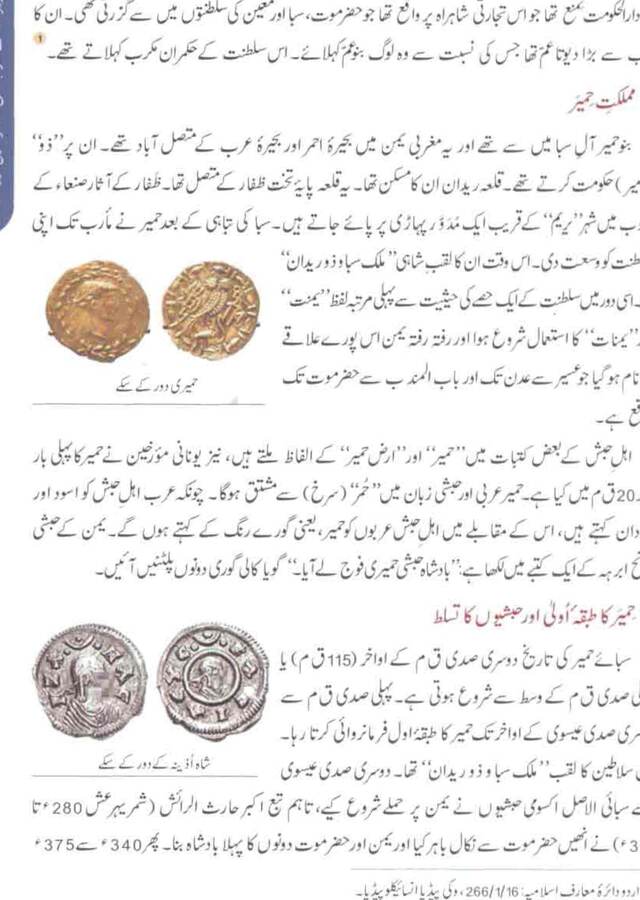 دارالحکومت تمنع تھا جو اس تجارتی شاہراہ پر واقع تھا جو حضرموت، سبا اور معین کی سلطنتوں میں سے گزرتی تھی۔ ان کا
سے بڑا دیوتا عمّ تھا جس کی نسبت سے وہ لوگ بنو عمّ کہلائے۔ اس سلطنت کے حکمران مکرب کہلاتے تھے۔ 1
مملکتِ حِمیَر
بنو حمیر آلِ سبا میں سے تھے اور یہ مغربی یمن میں بحیرۂ احمر اور بحیرۂ عرب کے متصل آباد تھے۔ ان پر ’’ذو‘‘
) حکومت کرتے تھے۔ قلعہ ریدان ان کا مسکن تھا۔ یہ قلعہ پایۂ تخت ظفار کے متصل تھا۔ ظفار کے آثار صنعاء کے
میں شہر ’’یریم‘‘ کے قریب ایک مُدَوَّر پہاڑی پر پائے جاتے ہیں۔ سبا کی تباہی کے بعد حمیر نے مأرب تک اپنی
کو وسعت دی۔ اس وقت ان کا لقب شاہی ’’ملک سبا و ذو ریدان‘‘
اسی دور میں سلطنت کے ایک حصے کی حیثیت سے پہلی مرتبہ لفظ ’’یمنت‘‘
’’یمنات‘‘ کا استعمال شروع ہوا اور رفتہ رفتہ یمن اس پورے علاقے
نام ہو گیا جو عسیر سے عدن تک اور باب المندب سے حضرموت تک
ہے۔
حمیری دور کے سکے
اہلِ حبش کے بعض کتبات میں ’’حمیر‘‘ اور ’’ارض حمیر‘‘ کے الفاظ ملتے ہیں، نیز یونانی مؤرخین نے حمیر کا پہلی بار
20 ق م میں کیا ہے۔ حمیر عربی اور حبشی زبان میں ’’حُمر‘‘ (سرخ) سے مشتق ہوگا۔ چونکہ عرب اہلِ حبش کو اسود اور
کہتے ہیں، اس کے مقابلے میں اہلِ حبش عربوں کو حمیر، یعنی گورے رنگ کے کہتے ہوں گے۔ یمن کے حبشی
ابرہہ کے ایک کتبے میں لکھا ہے: ’’بادشاہ حبشی حمیری فوج لے آیا۔‘‘ گویا کالی گوری دونوں پلٹنیں آئیں۔
حِمیَر کا طبقہ اُولیٰ اور حبشیوں کا تسلط
سبائے حمیر کی تاریخ دوسری صدی ق م کے اواخر (115 ق م) یا
صدی ق م کے وسط سے شروع ہوتی ہے۔ پہلی صدی ق م سے
صدی عیسوی کے اواخر تک حمیر کا طبقۂ اول فرمانروائی کرتا رہا۔
سلاطین کا لقب ’’ملک سبا و ذو ریدان‘‘ تھا۔ دوسری صدی عیسوی
شاہ اُذینہ کے دور کے سکے
سبائی الاصل اکسومی حبشیوں نے یمن پر حملے شروع کیے، تاہم تبع اکبر حارث الرائش (شمر یہرعش 280ء تا
) نے انھیں حضرموت سے نکال باہر کیا اور یمن اور حضرموت دونوں کا پہلا بادشاہ بنا۔ پھر 340ء سے 375ء
اردو دائرۂ معارف اسلامیہ: 266/1/16، وکی پیڈیا انسائیکلو پیڈیا۔